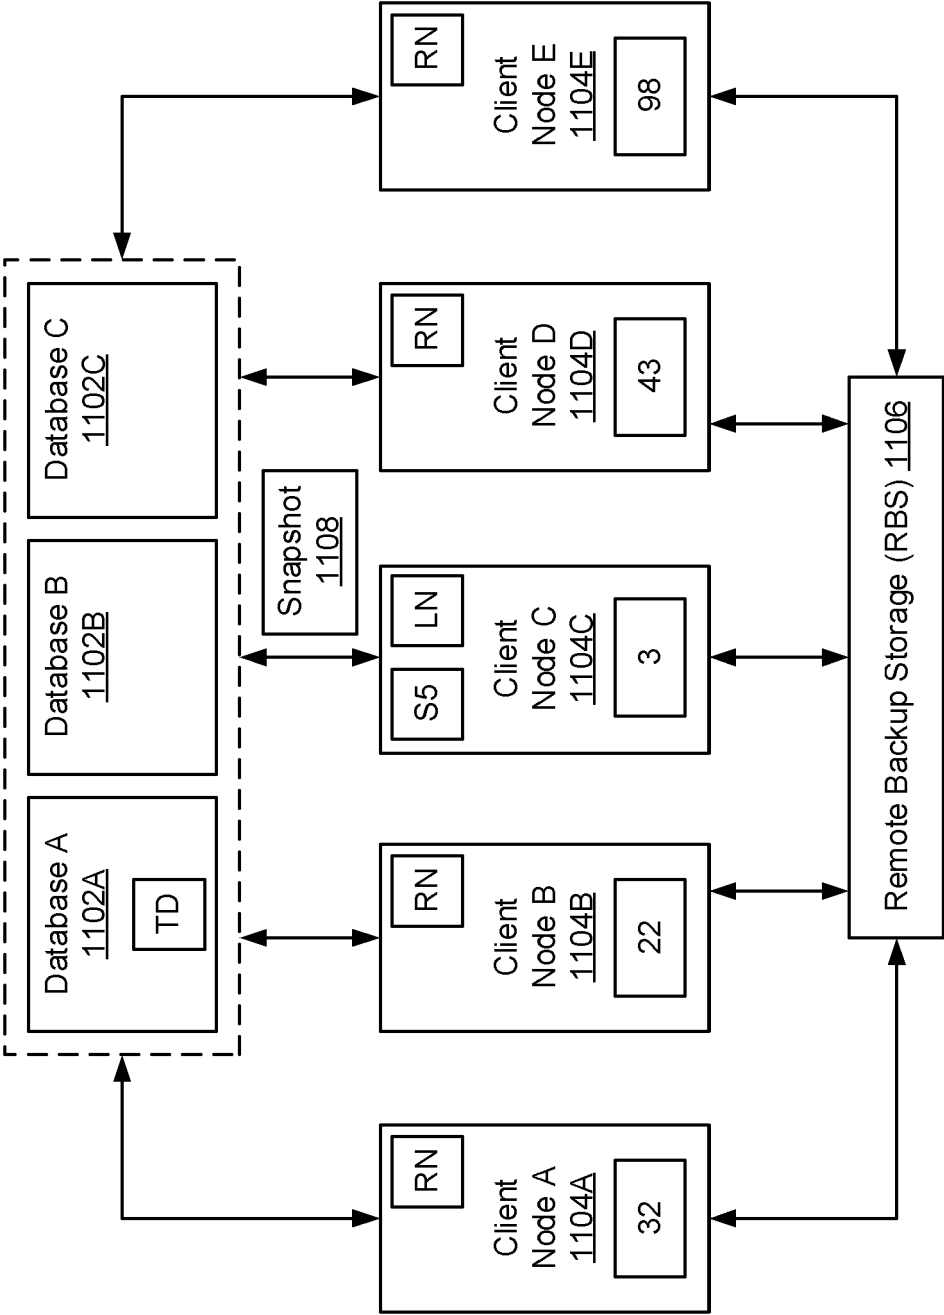 Database A
1102A
TD
Database B
1102B
Database C
1102C
Snapshot
1108
RN
Client
Node A
1104A
32
RN
Client
Node B
1104B
22
S5
LN
Client
Node C
1104C
3
RN
Client
Node D
1104D
43
RN
Client
Node E
1104E
98
Remote Backup Storage (RBS) 1106